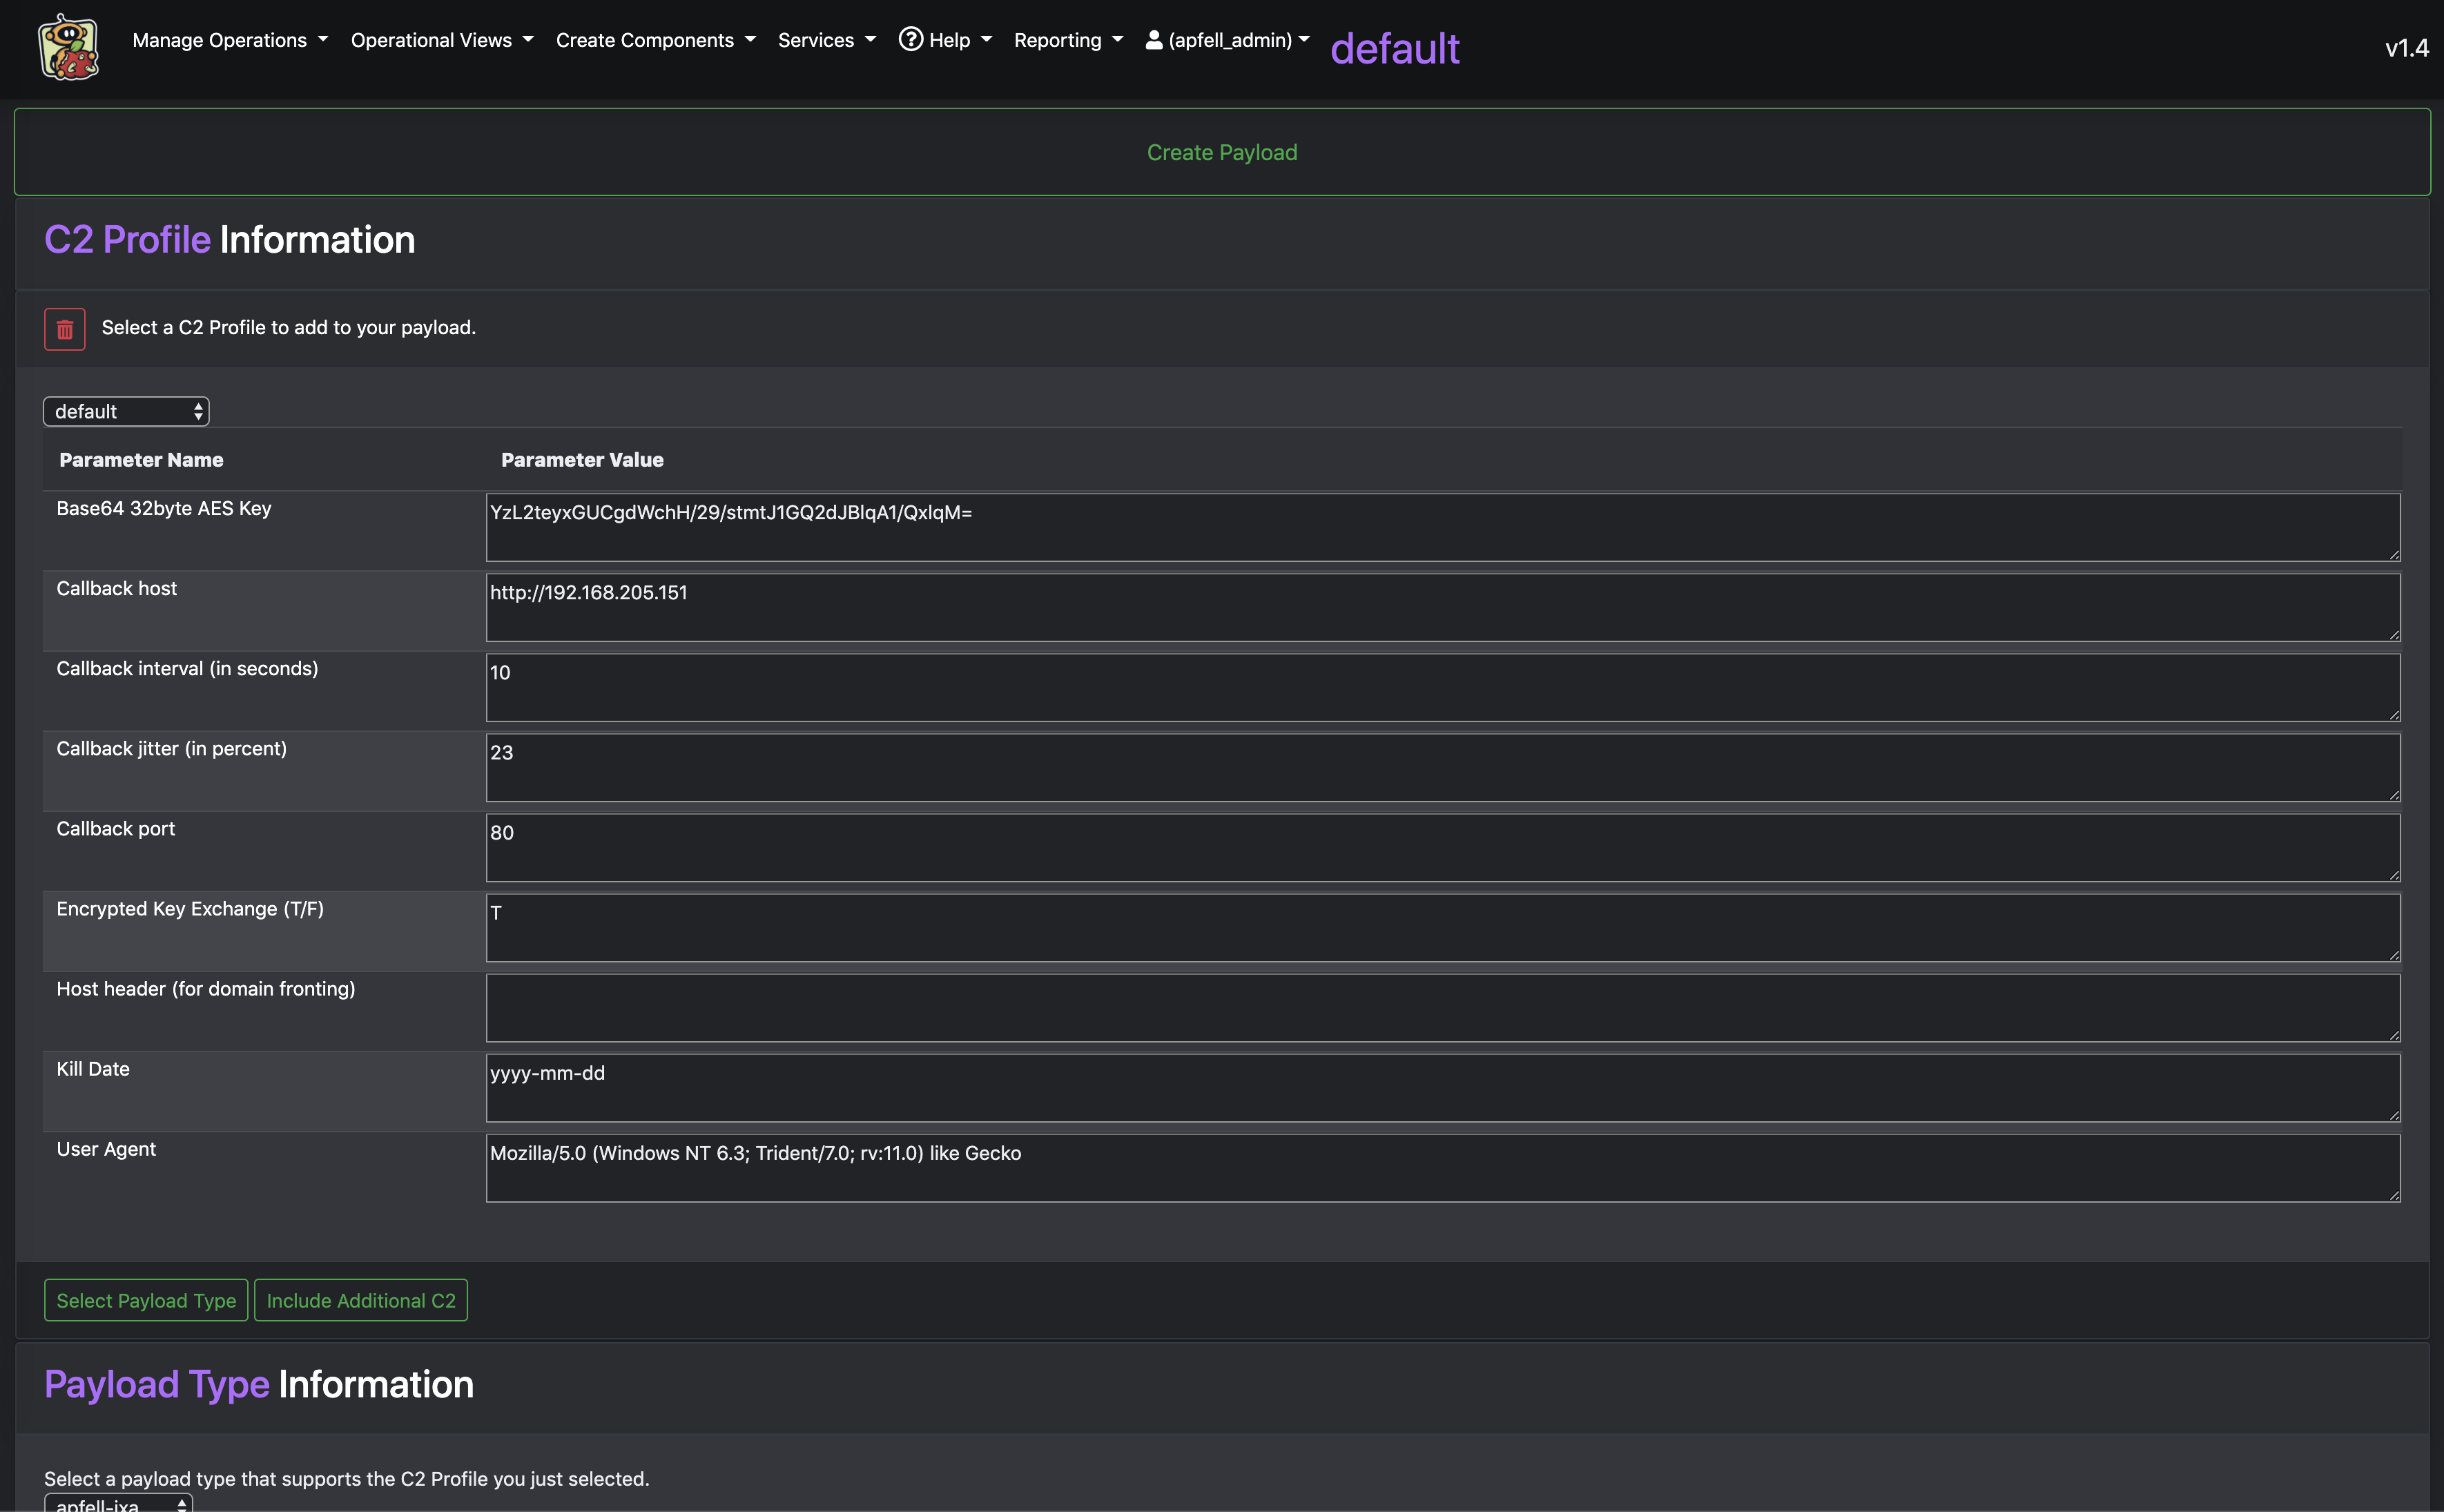 Manage Operations Operational Views Create Components Services Help Reporting (apfell_admin) default v1.4
Create Payload
C2 Profile Information
Select a C2 Profile to add to your payload.
default
Parameter Name Parameter Value
Base64 32byte AES Key YzL2teyxGUCgdWchH/29/stmtJ1GQ2dJBlqA1/QxlqM=
Callback host http://192.168.205.151
Callback interval (in seconds) 10
Callback jitter (in percent) 23
Callback port 80
Encrypted Key Exchange (T/F) T
Host header (for domain fronting)
Kill Date yyyy-mm-dd
User Agent Mozilla/5.0 (Windows NT 6.3; Trident/7.0; rv:11.0) like Gecko
Select Payload Type Include Additional C2
Payload Type Information
Select a payload type that supports the C2 Profile you just selected.
apfell-jxa